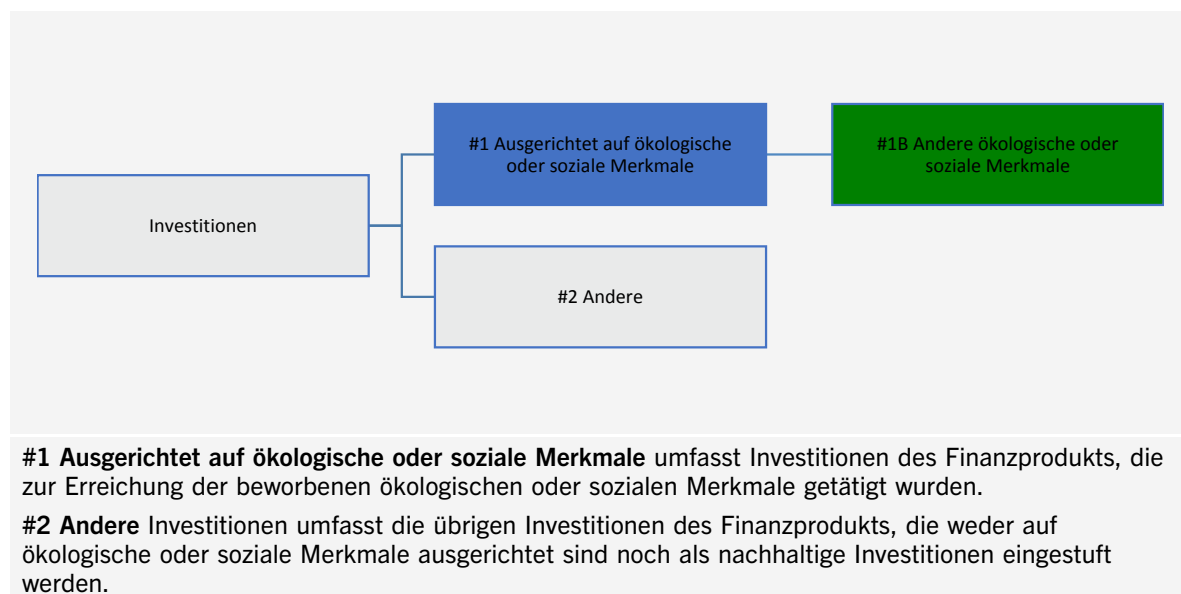 #1 Ausgerichtet auf ökologische
oder soziale Merkmale
#1B Andere ökologische oder
soziale Merkmale
Investitionen
#2 Andere
#1 Ausgerichtet auf ökologische oder soziale Merkmale umfasst Investitionen des Finanzprodukts, die
zur Erreichung der beworbenen ökologischen oder sozialen Merkmale getätigt wurden.
#2 Andere Investitionen umfasst die übrigen Investitionen des Finanzprodukts, die weder auf
ökologische oder soziale Merkmale ausgerichtet sind noch als nachhaltige Investitionen eingestuft
werden.